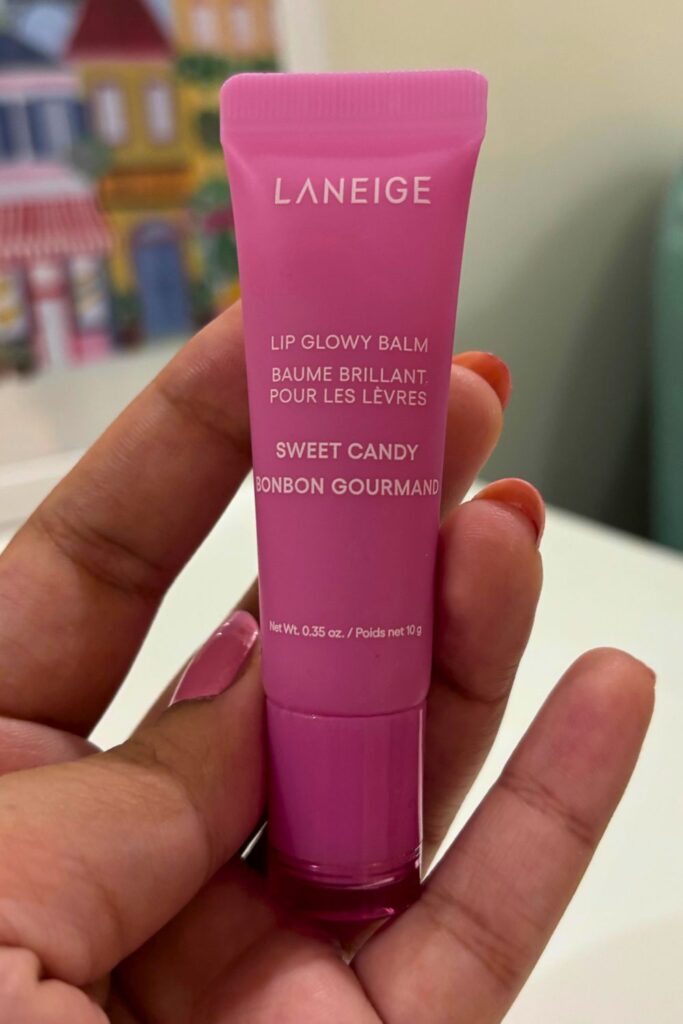 LANEIGE
LIP GLOWY BALM
BAUME BRILLANT
POUR LES LÈVRES
SWEET CANDY
BONBON GOURMAND
Net Wt. 0.35 oz. / Poids net 10 g